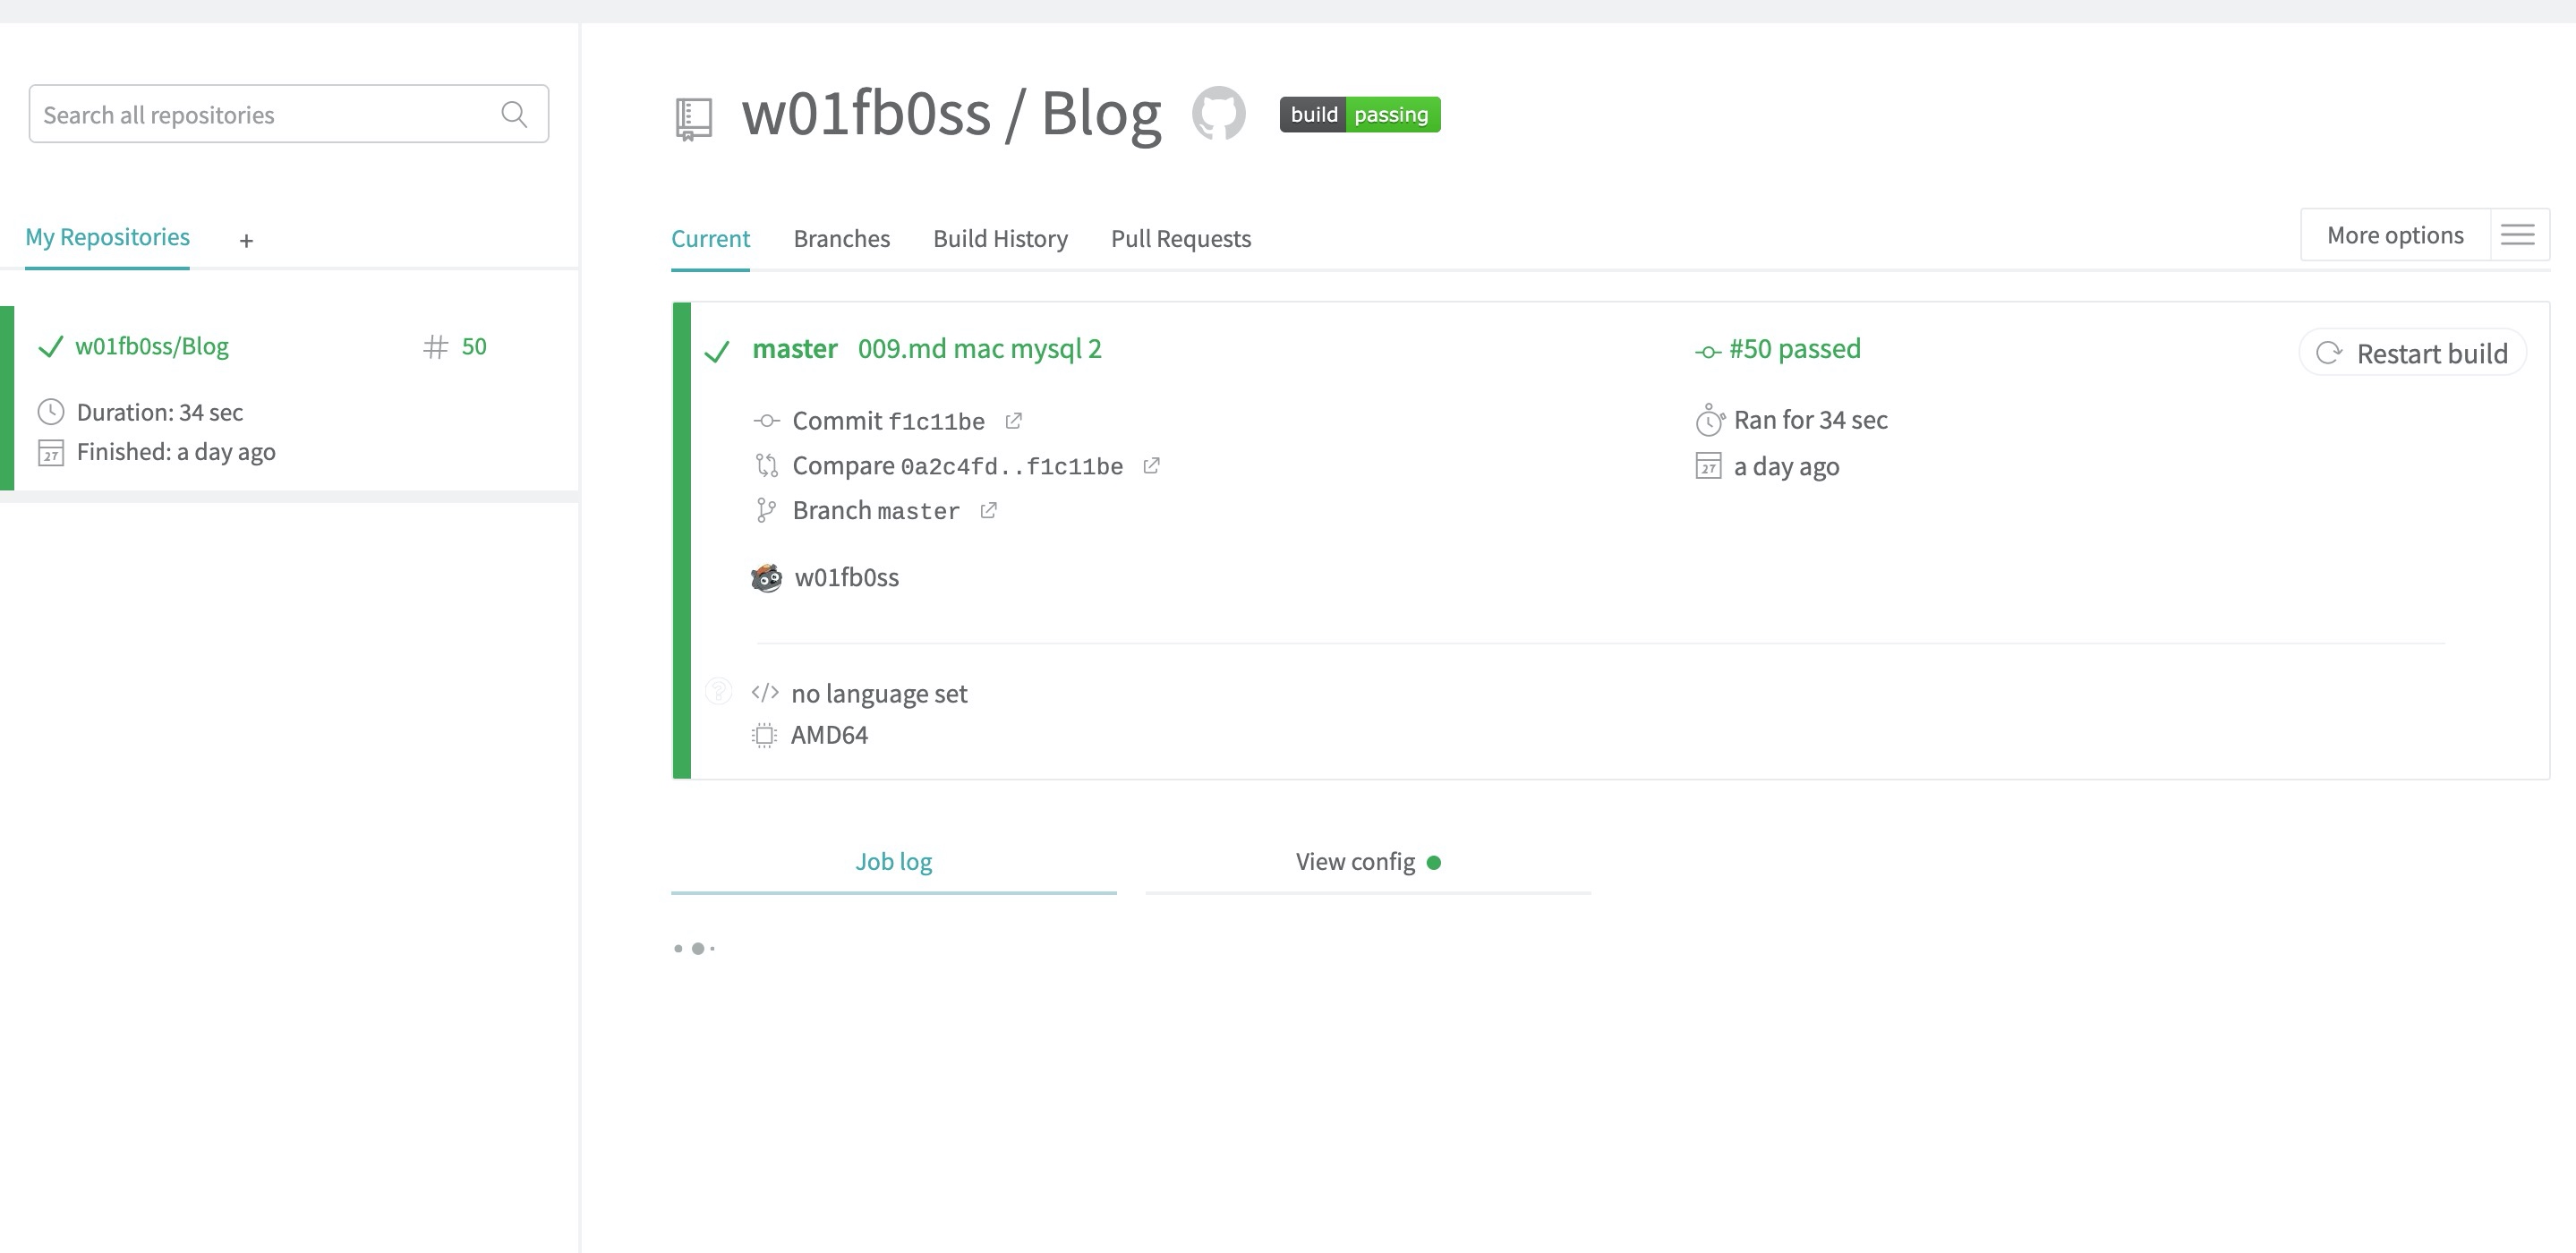 Search all repositories
My Repositories +
w01fb0ss/Blog # 50
Duration: 34 sec
27 Finished: a day ago
w01fb0ss / Blog build passing
Current Branches Build History Pull Requests
More options
master 009.md mac mysql 2
Commit f1c11be
Compare 0a2c4fd..f1c11be
Branch master
w01fb0ss
#50 passed
Ran for 34 sec
27 a day ago
Restart build
? </> no language set
AMD64
Job log View config